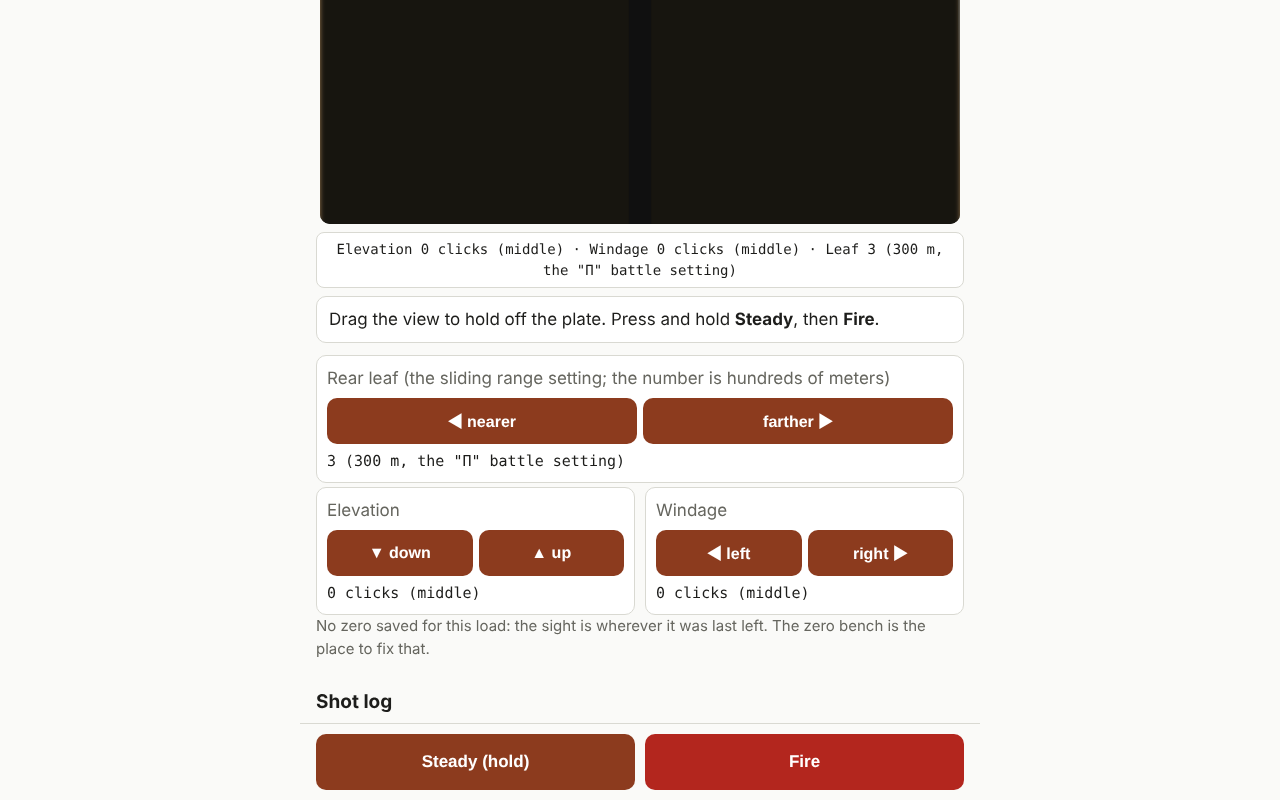 Elevation 0 clicks (middle) · Windage 0 clicks (middle) · Leaf 3 (300 m,
the "П" battle setting)
Drag the view to hold off the plate. Press and hold Steady, then Fire.
Rear leaf (the sliding range setting; the number is hundreds of meters)
◀ nearer
farther ▶
3 (300 m, the "П" battle setting)
Elevation
▼ down
▲ up
0 clicks (middle)
Windage
◀ left
right ▶
0 clicks (middle)
No zero saved for this load: the sight is wherever it was last left. The zero bench is the
place to fix that.
Shot log
Steady (hold)
Fire